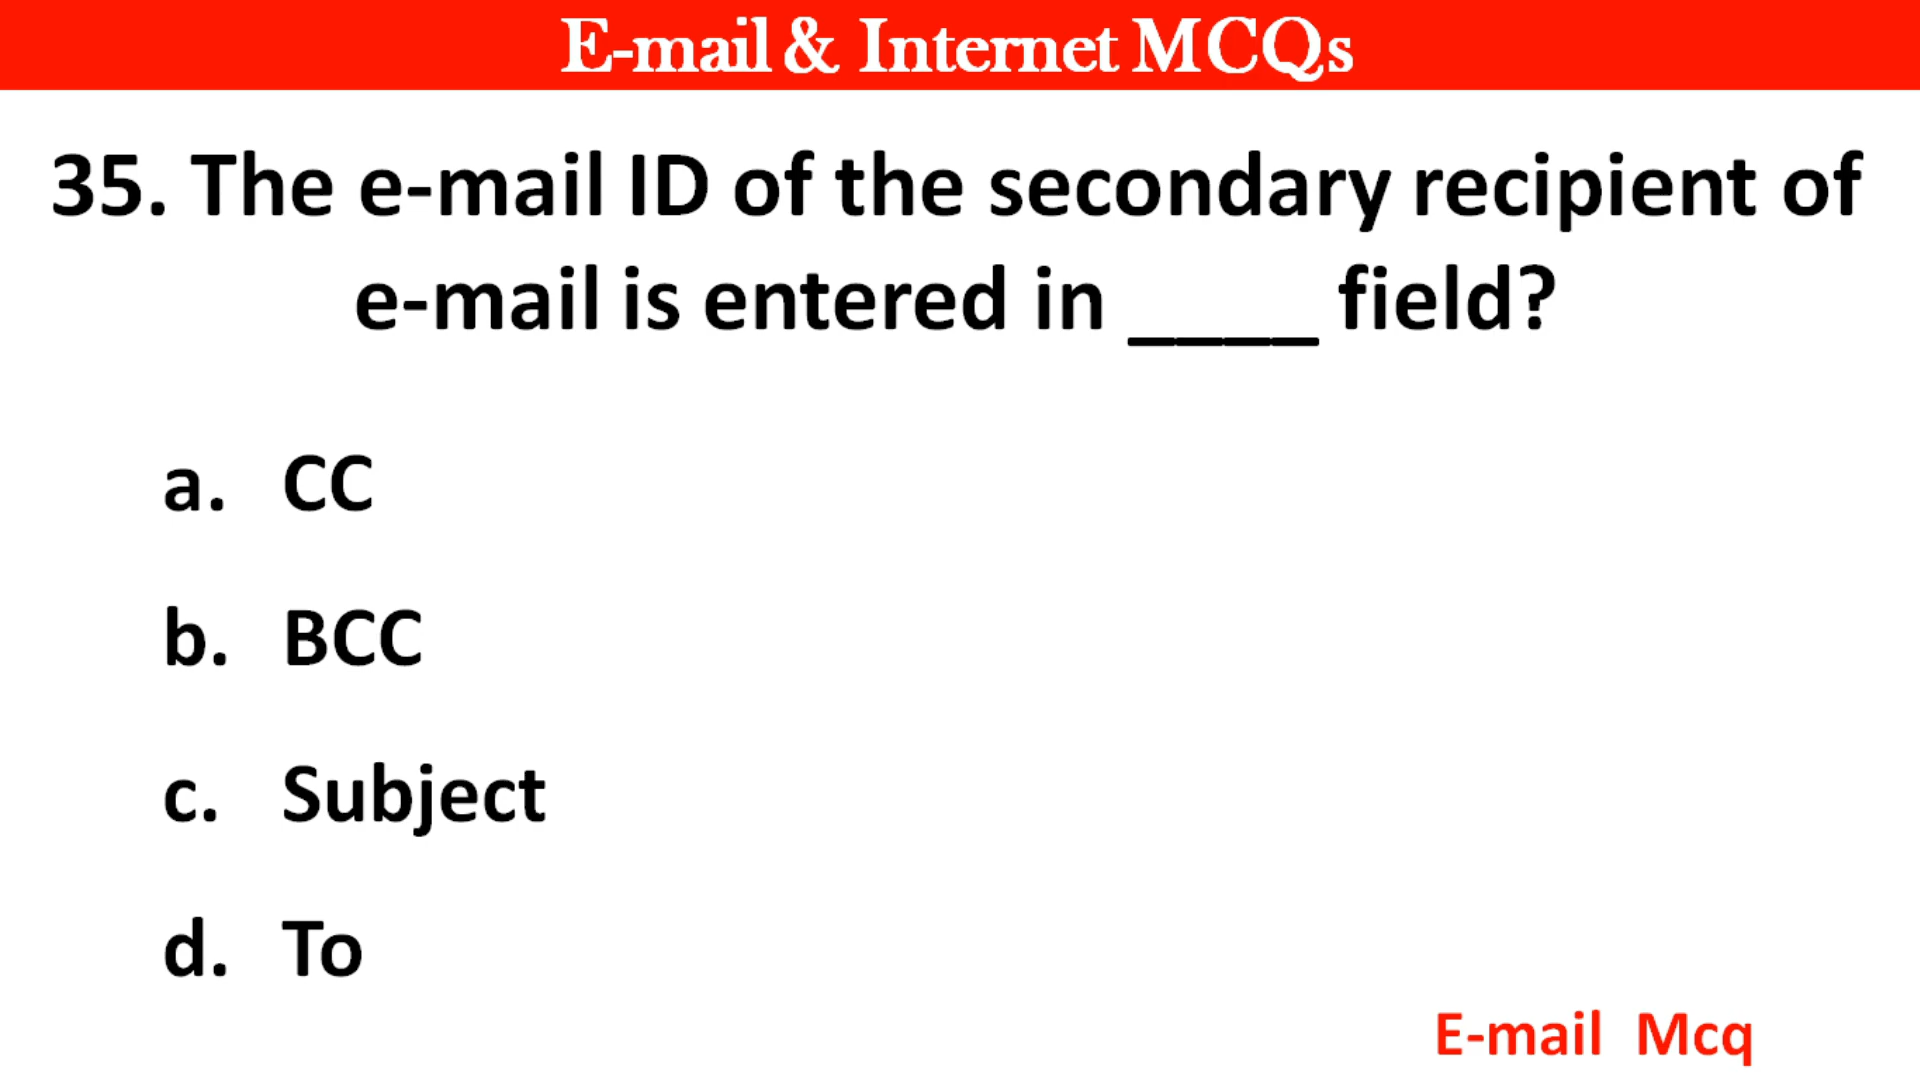 E-mail & Internet MCQs
35. The e-mail ID of the secondary recipient of
e-mail is entered in ____ field?
a. CC
b. BCC
c. Subject
d. To
E-mail Mcq